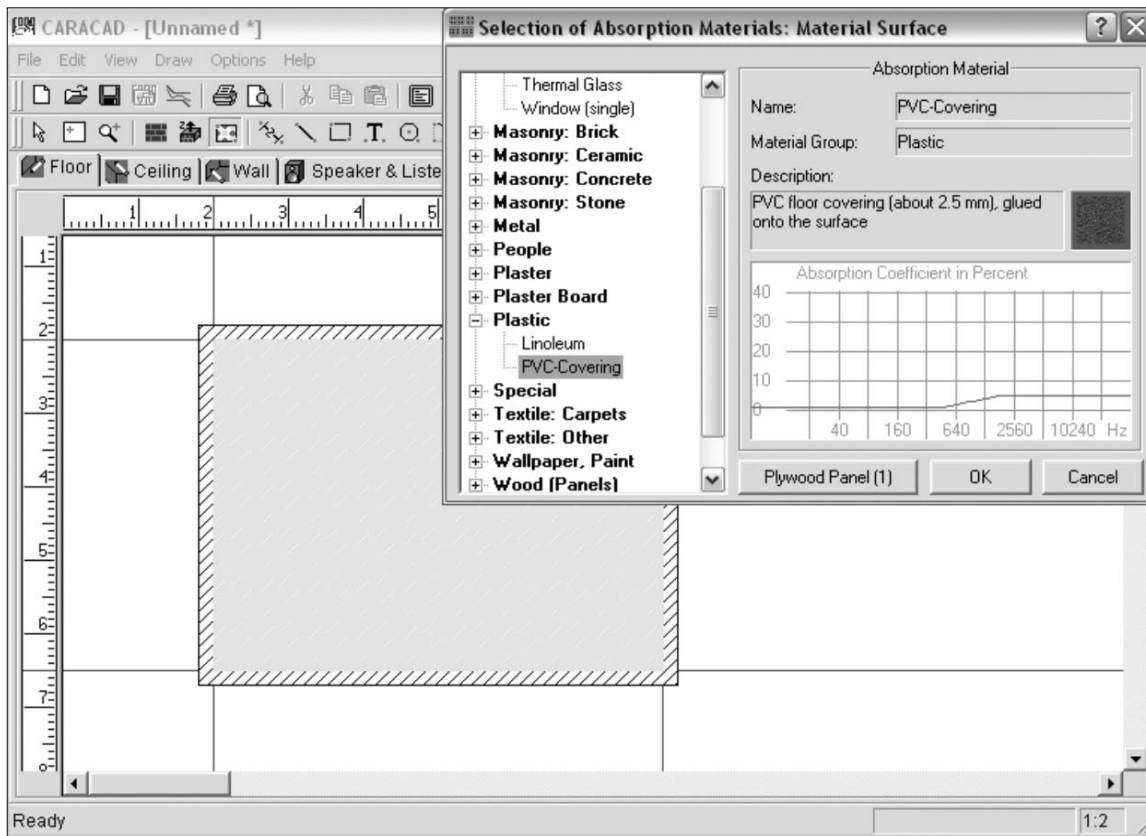 CARACAD - [Unnamed *]
File Edit View Draw Options Help
Floor Ceiling Wall Speaker & Liste
1 2 3 4 5
1
2
3
4
5
6
7
8
Ready
1:2
Selection of Absorption Materials: Material Surface
Thermal Glass
Window (single)
Masonry: Brick
Masonry: Ceramic
Masonry: Concrete
Masonry: Stone
Metal
People
Plaster
Plaster Board
Plastic
Linoleum
PVC-Covering
Special
Textile: Carpets
Textile: Other
Wallpaper, Paint
Wood (Panels)
Absorption Material
Name: PVC-Covering
Material Group: Plastic
Description:
PVC floor covering (about 2.5 mm), glued
onto the surface
Absorption Coefficient in Percent
40
30
20
10
0
40 160 640 2560 10240 Hz
Plywood Panel (1) OK Cancel